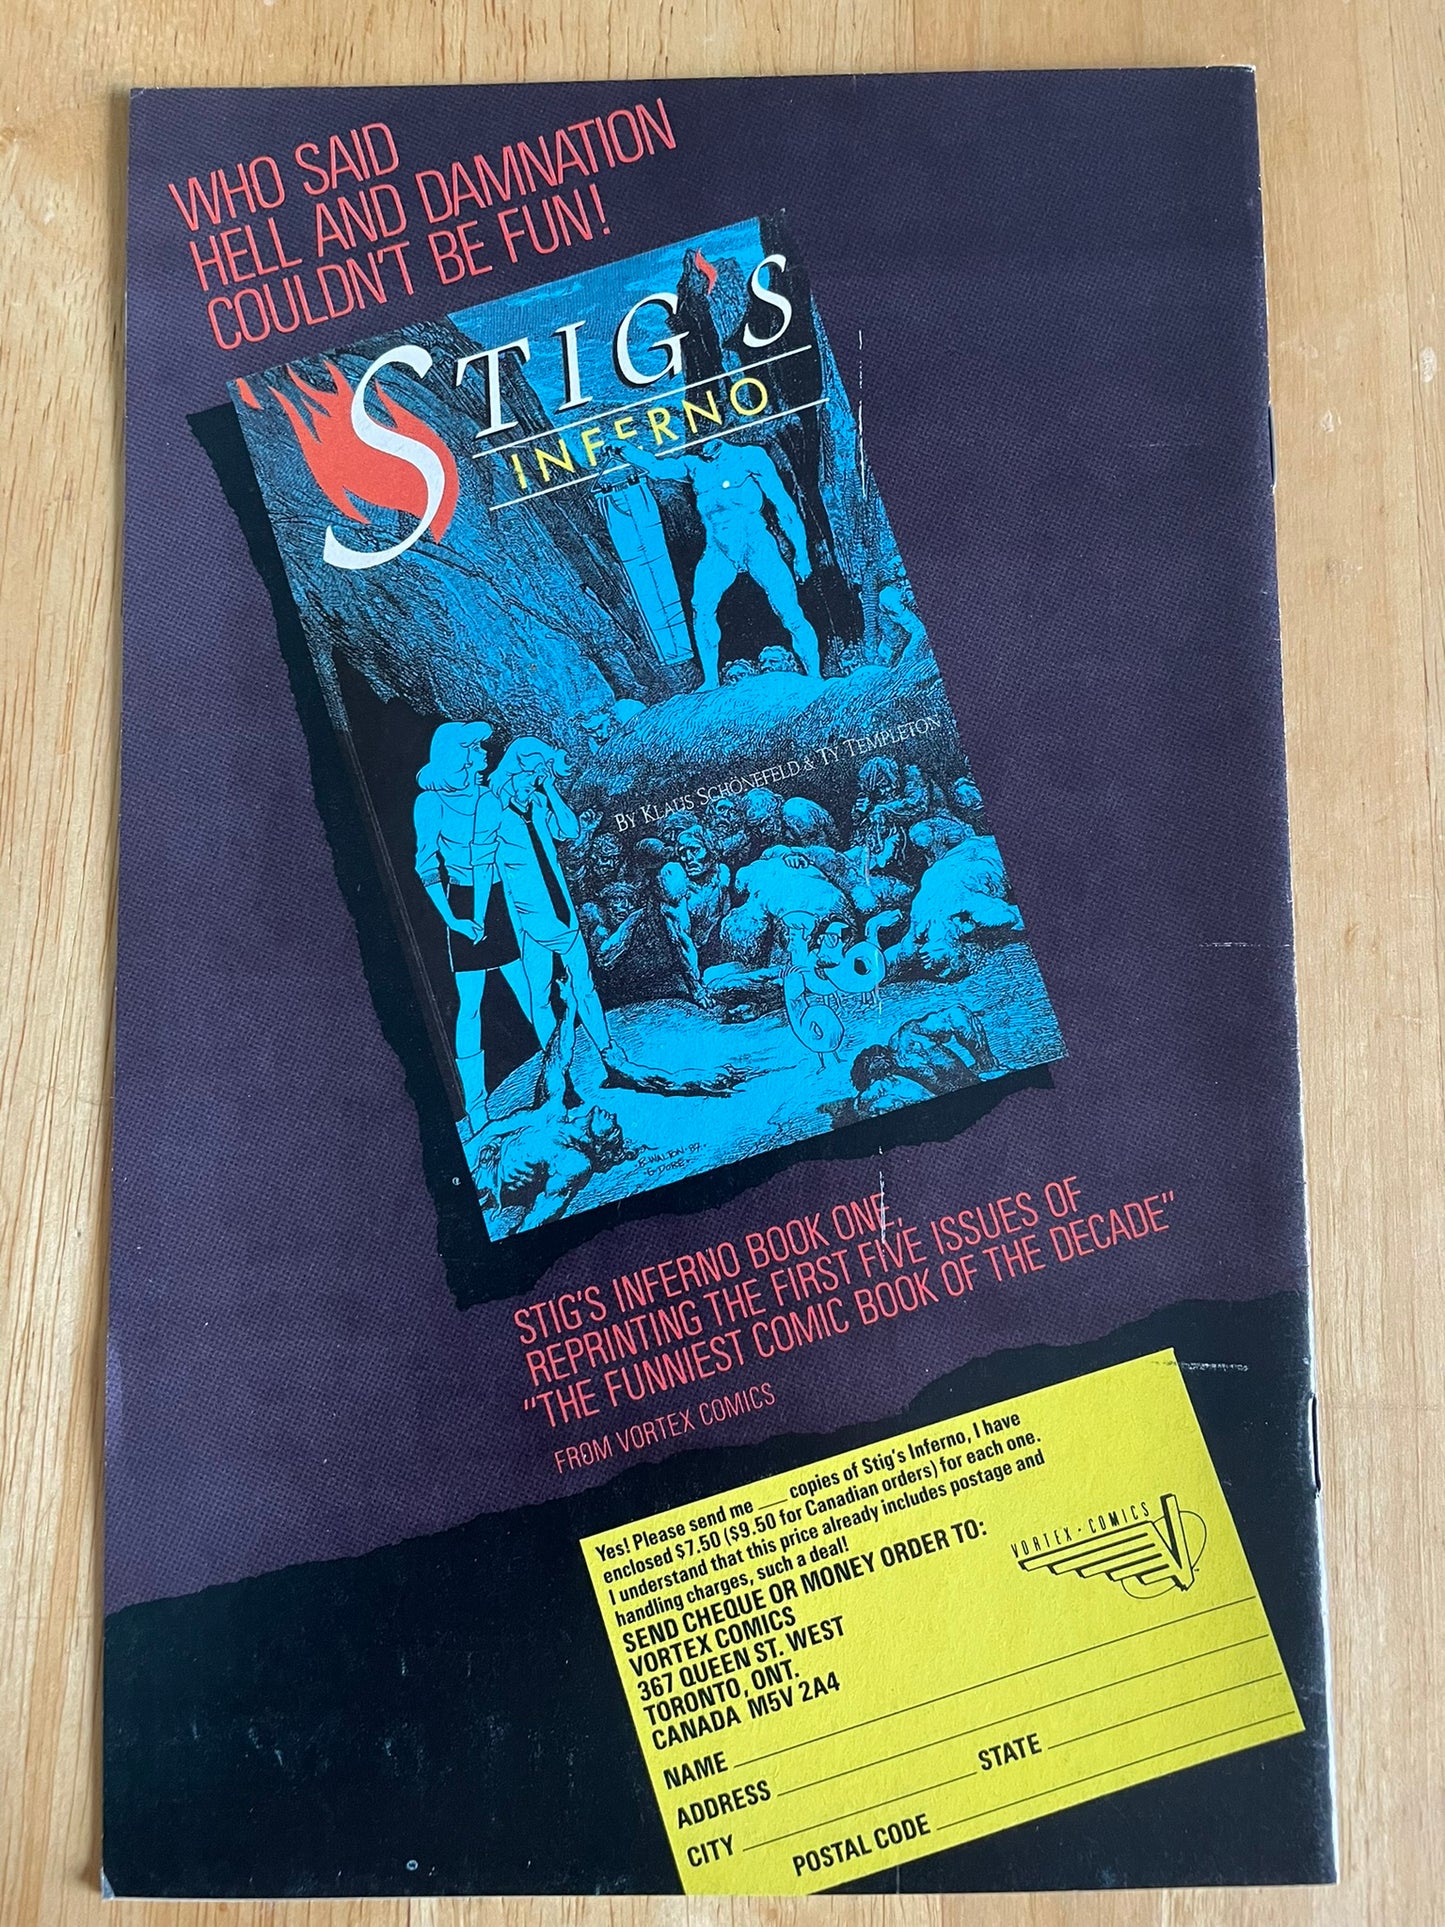 WHO SAID
HELL AND DAMNATION
COULDN'T BE FUN!
STIG'S
INFERNO
BY KLAUS SCHÖNEFELD & TY TEMPLETON
B. WALTON · 87 ·
G. DORÉ ·
STIG'S INFERNO BOOK ONE,
REPRINTING THE FIRST FIVE ISSUES OF
"THE FUNNIEST COMIC BOOK OF THE DECADE"
FROM VORTEX COMICS
Yes! Please send me ___ copies of Stig's Inferno, I have
enclosed $7.50 ($9.50 for Canadian orders) for each one.
I understand that this price already includes postage and
handling charges, such a deal!
SEND CHEQUE OR MONEY ORDER TO:
VORTEX COMICS
367 QUEEN ST. WEST
TORONTO, ONT.
CANADA M5V 2A4
VORTEX · COMICS
V
TM
NAME
ADDRESS
CITY
STATE
POSTAL CODE